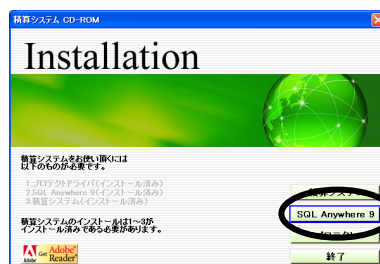 積算システム CD-ROM
Installation
積算システムをお使い頂くには
以下のものが必要です。
1.プロテクトドライバ(インストール済み)
2.SQL Anywhere 9(インストール済み)
3.積算システム(インストール済み)
積算システムのインストールは1~3が
インストール済みである必要があります。
SQL Anywhere 9
Get Adobe®
Reader®
Adobe
終了